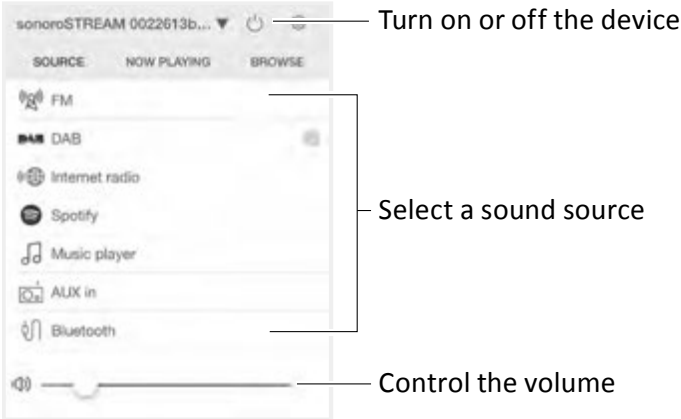 sonoroSTREAM 0022613b... ▼
Turn on or off the device
SOURCE NOW PLAYING BROWSE
FM
DAB DAB
Internet radio
Spotify
Select a sound source
Music player
AUX in
Bluetooth
Control the volume